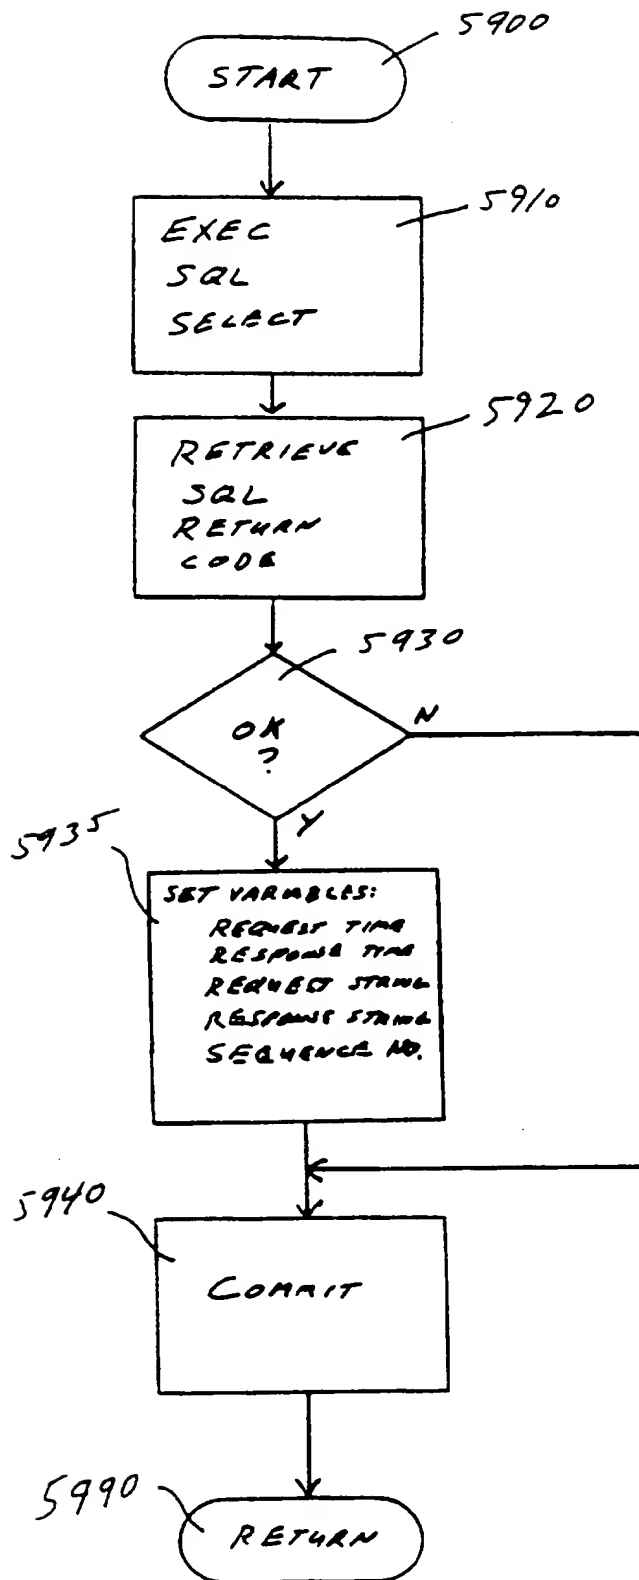 5900
START
5910
EXEC
SQL
SELECT
5920
RETRIEVE
SQL
RETURN
CODE
5930
OK
?
N
Y
5935
SET VARIABLES:
REQUEST TIME
RESPONSE TIME
REQUEST STRING
RESPONSE STRING
SEQUENCE NO.
5940
COMMIT
5990
RETURN